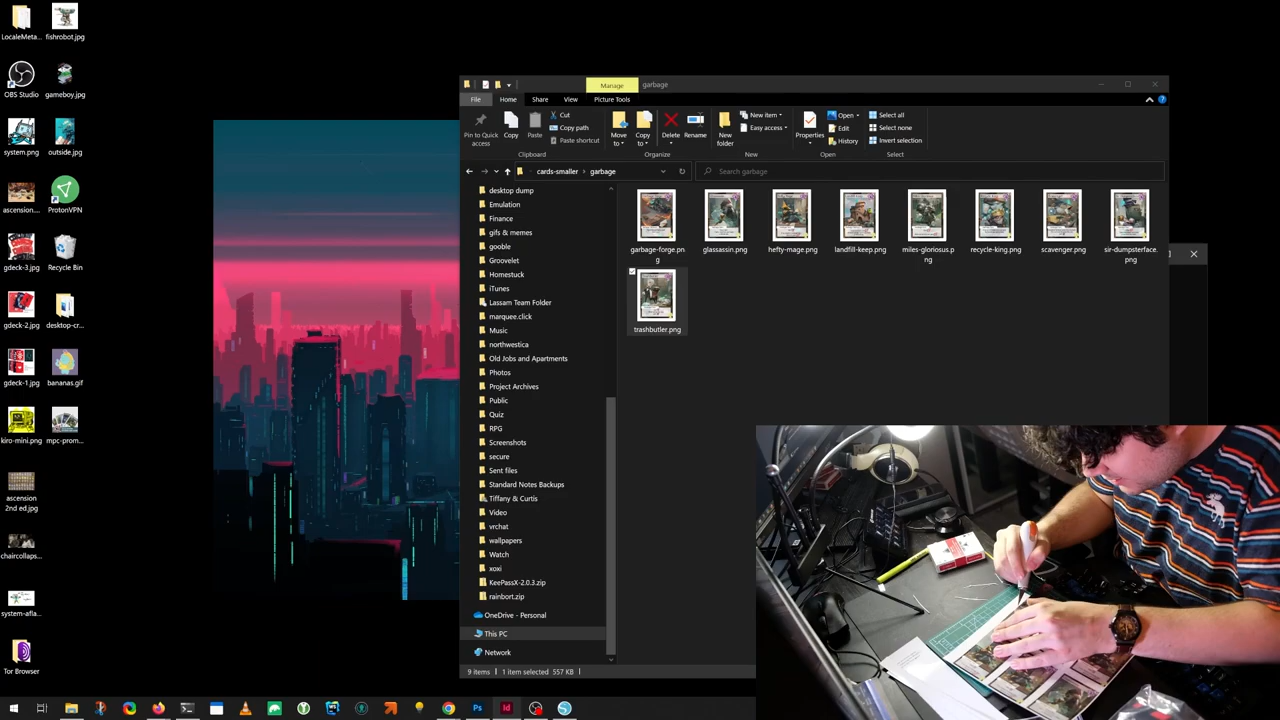 LocaleMeta...
fishrobot.jpg
OBS Studio
gameboy.jpg
system.png
outside.jpg
ascension....
ProtonVPN
gdeck-3.jpg
Recycle Bin
gdeck-2.jpg
desktop-cr...
gdeck-1.jpg
bananas.gif
kiro-mini.png
mpc-prom...
ascension
2nd ed.jpg
chaircollaps...
system-afla...
Tor Browser
Manage
garbage
File
Home
Share
View
Picture Tools
Pin to Quick
access
Copy
Paste
Cut
Copy path
Paste shortcut
Clipboard
Move
to
Copy
to
Delete
Rename
Organize
New
folder
New item
Easy access
New
Properties
Open
Edit
History
Open
Select all
Select none
Invert selection
Select
cards-smaller > garbage
Search garbage
desktop dump
Emulation
Finance
gifs & memes
gooble
Groovelet
Homestuck
iTunes
Lassam Team Folder
marquee.click
Music
northwestica
Old Jobs and Apartments
Photos
Project Archives
Public
Quiz
RPG
Screenshots
secure
Sent files
Standard Notes Backups
Tiffany & Curtis
Video
vrchat
wallpapers
Watch
xoxi
KeePassX-2.0.3.zip
rainbort.zip
OneDrive - Personal
This PC
Network
garbage-forge.pn
g
glassassin.png
hefty-mage.png
landfill-keep.png
miles-gloriosus.p
ng
recycle-king.png
scavenger.png
sir-dumpsterface.
png
trashbutler.png
9 items
1 item selected 557 KB
Ps
Id